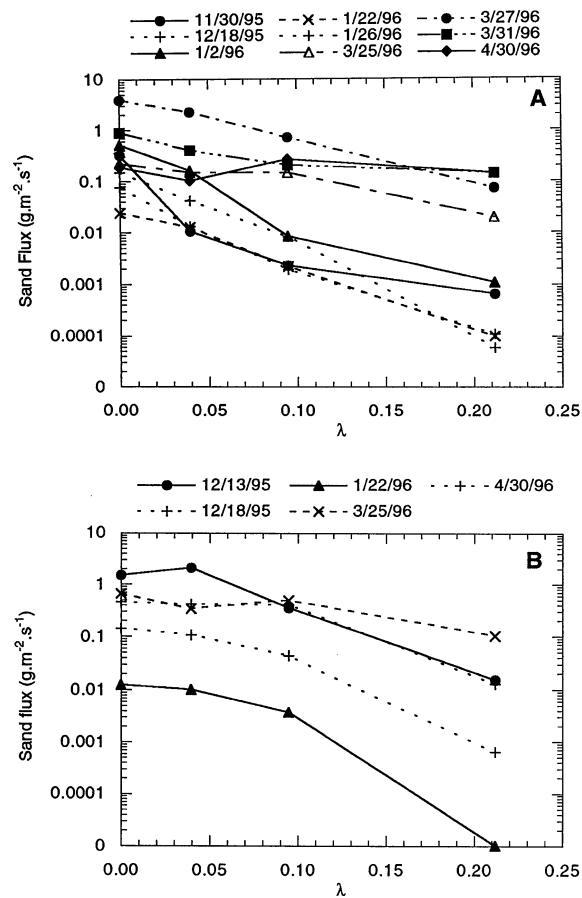 11/30/95 1/22/96 3/27/96
12/18/95 1/26/96 3/31/96
1/2/96 3/25/96 4/30/96
A
10
1
0.1
0.01
0.001
0.0001
0
Sand Flux (g.m⁻².s⁻¹)
0.00 0.05 0.10 0.15 0.20 0.25
λ
12/13/95 1/22/96 4/30/96
12/18/95 3/25/96
B
10
1
0.1
0.01
0.001
0.0001
0
Sand flux (g.m⁻².s⁻¹)
0.00 0.05 0.10 0.15 0.20 0.25
λ